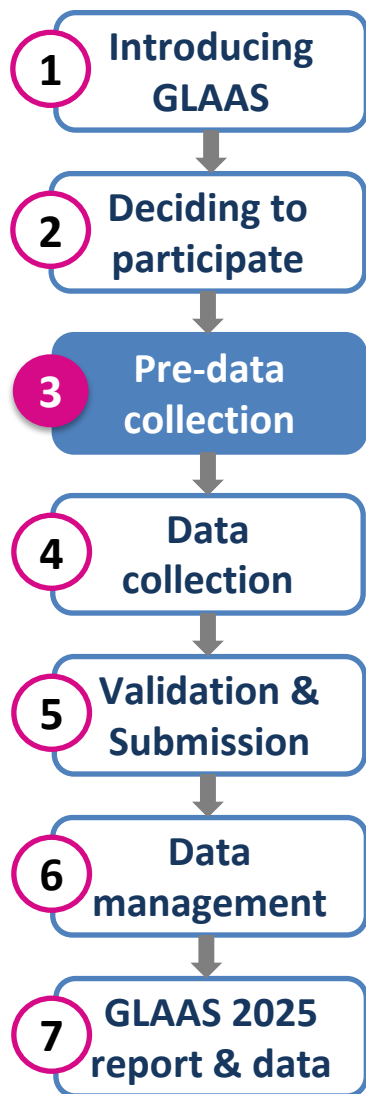 1
Introducing
GLAAS
2
Deciding to
participate
3
Pre-data
collection
4
Data
collection
5
Validation &
Submission
6
Data
management
7
GLAAS 2025
report & data